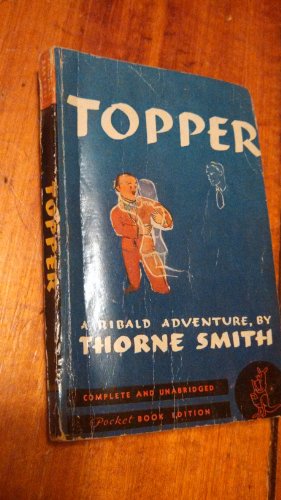 TOPPER
A RIBALD ADVENTURE, BY
THORNE SMITH
COMPLETE AND UNABRIDGED
Pocket BOOK EDITION
TOPPER